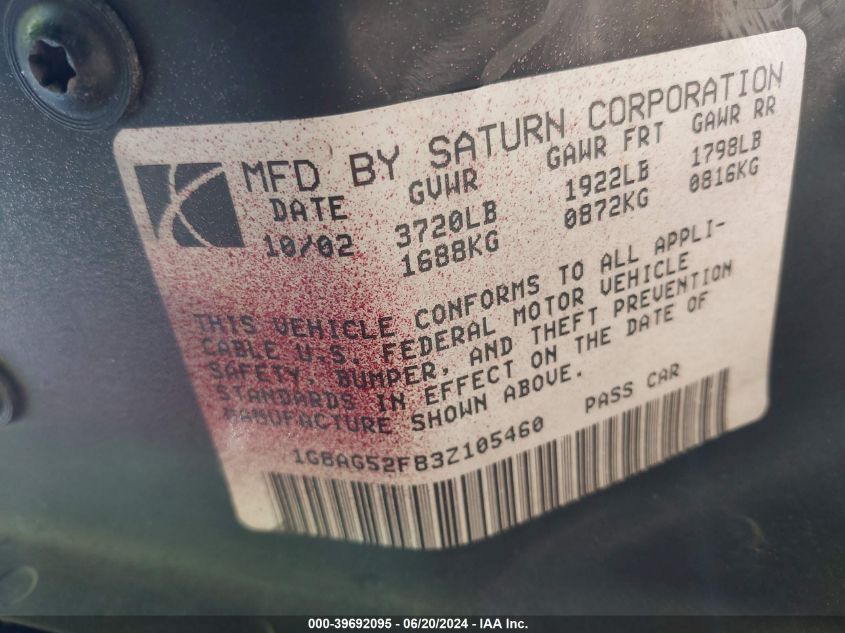 MFD BY SATURN CORPORATION
DATE GVWR GAWR FRT GAWR RR
10/02 3720LB 1922LB 1798LB
1688KG 0872KG 0816KG
THIS VEHICLE CONFORMS TO ALL APPLI-
CABLE U.S. FEDERAL MOTOR VEHICLE
SAFETY, BUMPER, AND THEFT PREVENTION
STANDARDS IN EFFECT ON THE DATE OF
MANUFACTURE SHOWN ABOVE.
1G8AG52F83Z105460 PASS CAR
000-39692095 - 06/20/2024 - IAA Inc.